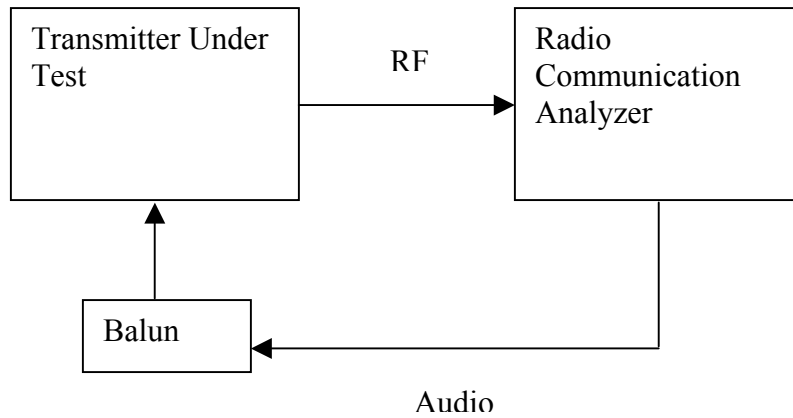 Transmitter Under
Test
RF
Radio
Communication
Analyzer
Balun
Audio